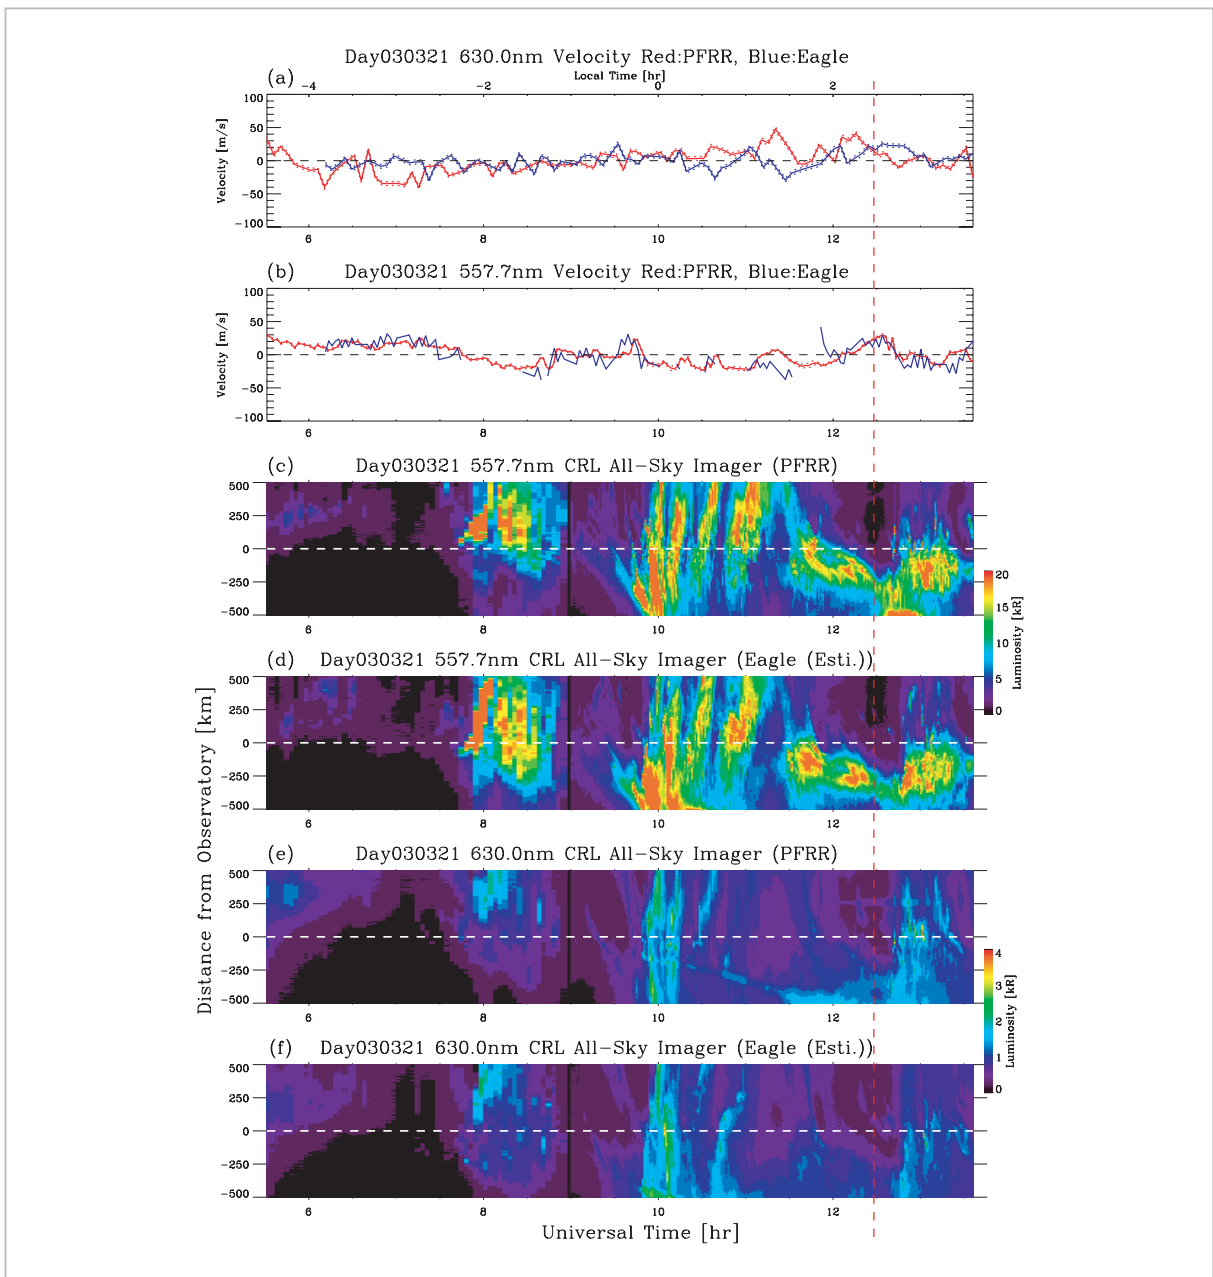 Day030321 630.0nm Velocity Red:PFRR, Blue:Eagle
(a) Local Time [hr]
-4 -2 0 2
100
50
0
-50
-100
Velocity [m/s]
6 8 10 12
(b) Day030321 557.7nm Velocity Red:PFRR, Blue:Eagle
100
50
0
-50
-100
Velocity [m/s]
6 8 10 12
(c) Day030321 557.7nm CRL All-Sky Imager (PFRR)
500
250
0
-250
-500
6 8 10 12
(d) Day030321 557.7nm CRL All-Sky Imager (Eagle (Esti.))
500
250
0
-250
-500
6 8 10 12
20
15
10
5
0
Luminosity [kR]
Distance from Observatory [km]
(e) Day030321 630.0nm CRL All-Sky Imager (PFRR)
500
250
0
-250
-500
6 8 10 12
4
3
2
1
0
Luminosity [kR]
(f) Day030321 630.0nm CRL All-Sky Imager (Eagle (Esti.))
500
250
0
-250
-500
6 8 10 12
Universal Time [hr]